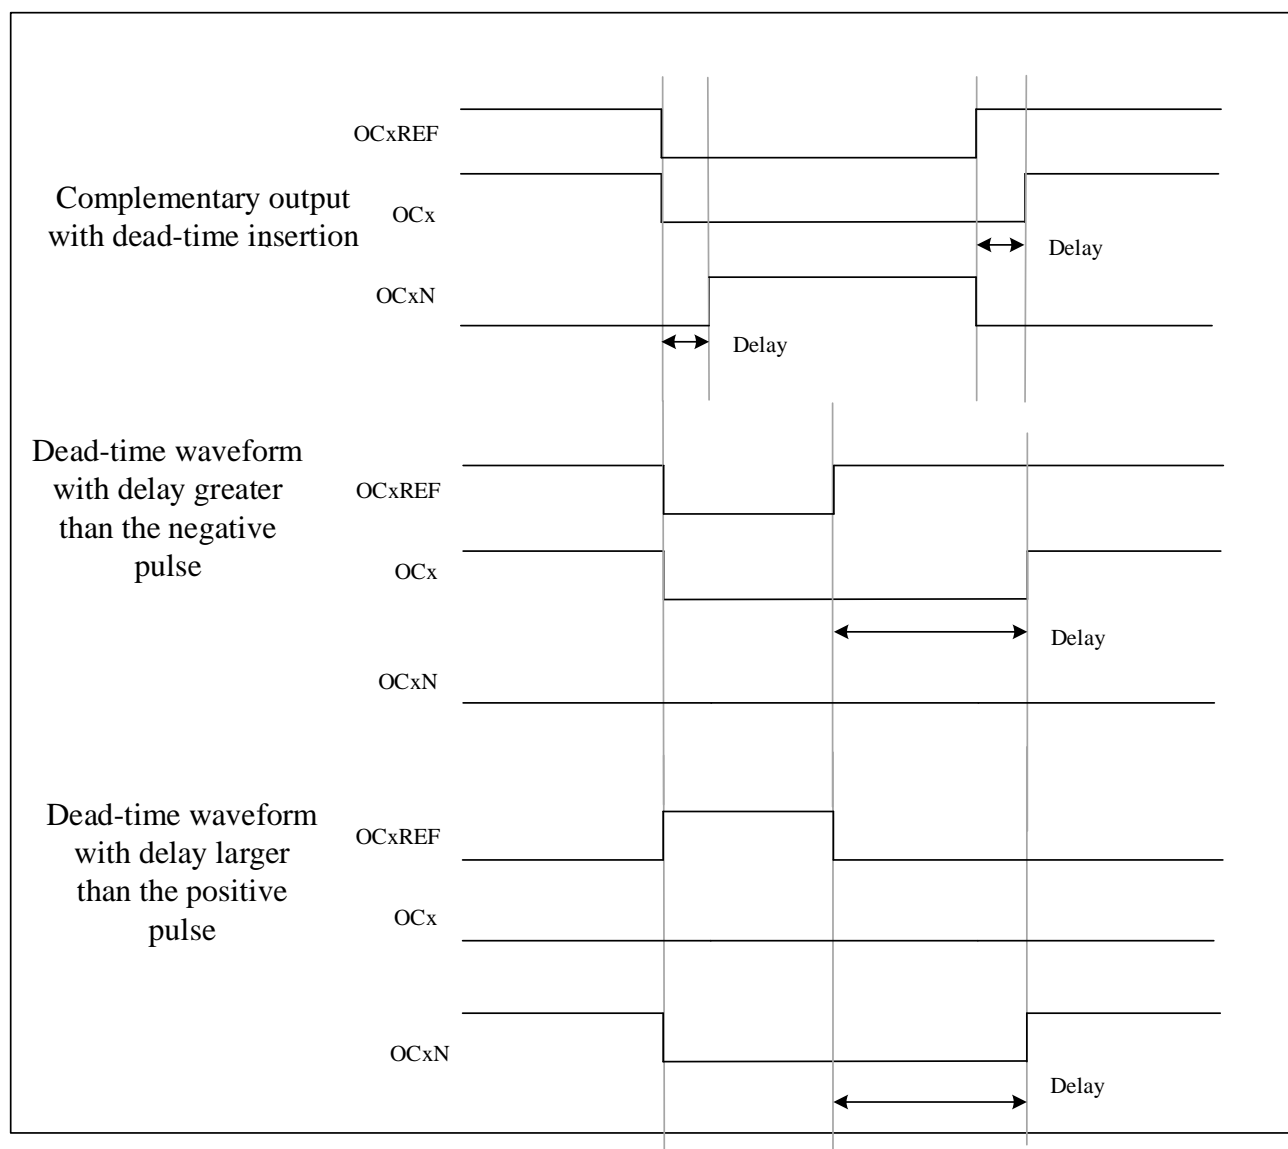 OCxREF
Complementary output
with dead-time insertion
OCx
Delay
OCxN
Delay
Dead-time waveform
with delay greater
than the negative
pulse
OCxREF
OCx
Delay
OCxN
Dead-time waveform
with delay larger
than the positive
pulse
OCxREF
OCx
OCxN
Delay